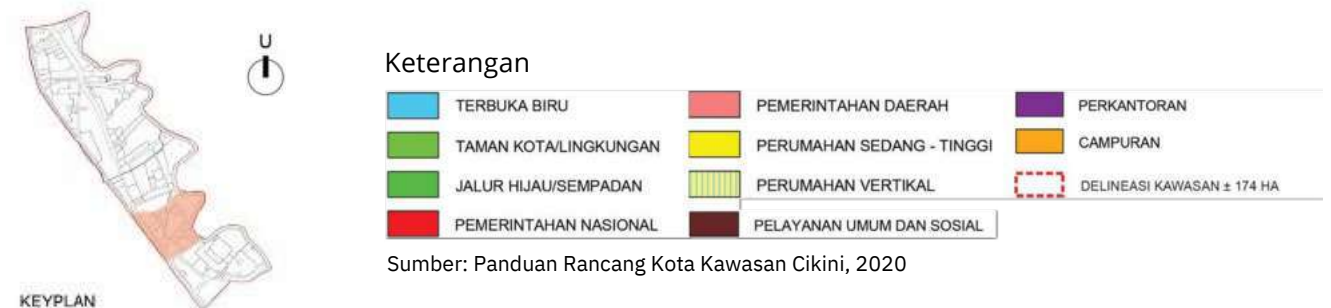 U
KEYPLAN
Keterangan
TERBUKA BIRU
TAMAN KOTA/LINGKUNGAN
JALUR HIJAU/SEMPADAN
PEMERINTAHAN NASIONAL
PEMERINTAHAN DAERAH
PERUMAHAN SEDANG - TINGGI
PERUMAHAN VERTIKAL
PELAYANAN UMUM DAN SOSIAL
PERKANTORAN
CAMPURAN
DELINEASI KAWASAN ± 174 HA
Sumber: Panduan Rancang Kota Kawasan Cikini, 2020